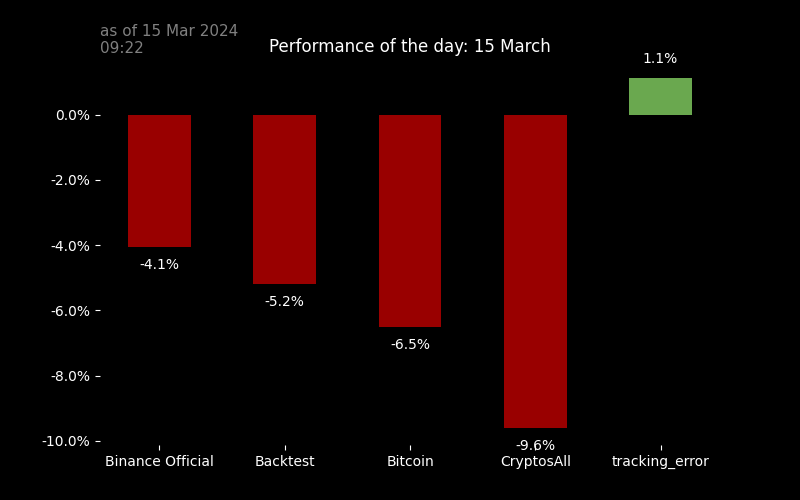 as of 15 Mar 2024
09:22
Performance of the day: 15 March
1.1%
0.0%
-2.0%
-4.0%
-4.1%
-5.2%
-6.0%
-6.5%
-8.0%
-10.0%
-9.6%
Binance Official
Backtest
Bitcoin
CryptosAll
tracking_error